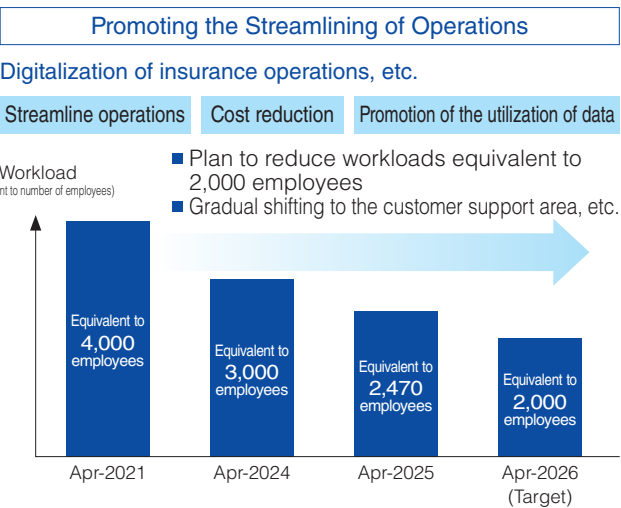 Promoting the Streamlining of Operations
Digitalization of insurance operations, etc.
Streamline operations
Cost reduction
Promotion of the utilization of data
Workload
nt to number of employees)
■ Plan to reduce workloads equivalent to
2,000 employees
■ Gradual shifting to the customer support area, etc.
Equivalent to
4,000
employees
Equivalent to
3,000
employees
Equivalent to
2,470
employees
Equivalent to
2,000
employees
Apr-2021
Apr-2024
Apr-2025
Apr-2026
(Target)